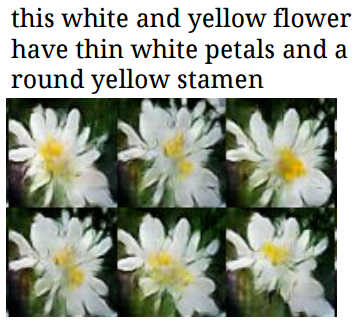 this white and yellow flower
have thin white petals and a
round yellow stamen